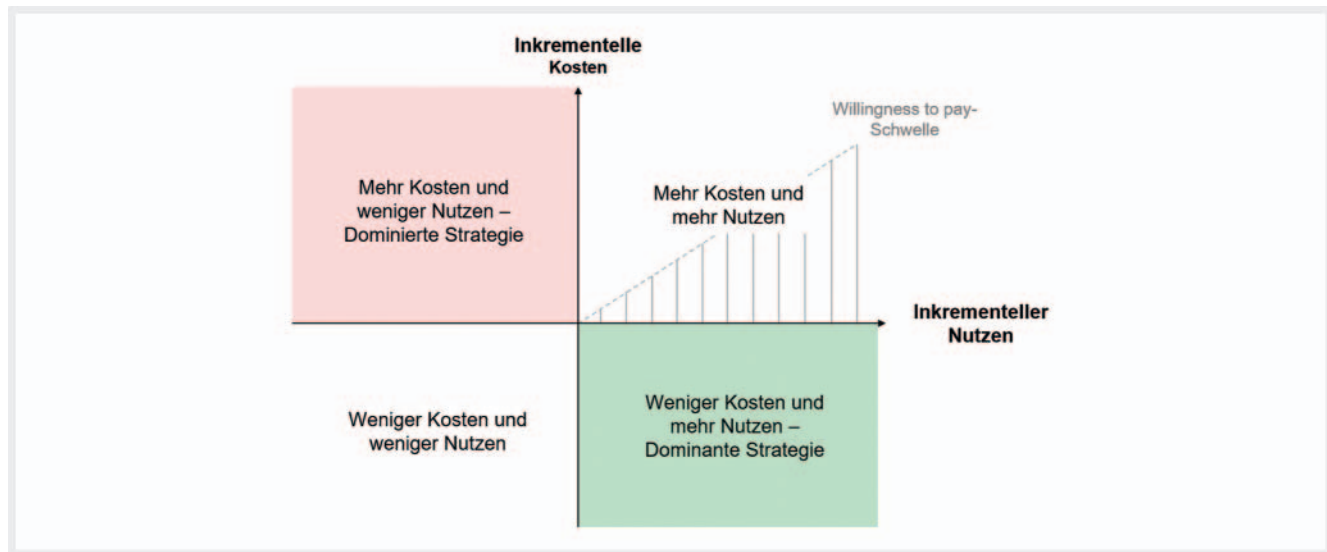 Inkrementelle
Kosten
Willingness to pay-
Schwelle
Mehr Kosten und
weniger Nutzen –
Dominierte Strategie
Mehr Kosten und
mehr Nutzen
Inkrementeller
Nutzen
Weniger Kosten und
weniger Nutzen
Weniger Kosten und
mehr Nutzen –
Dominante Strategie